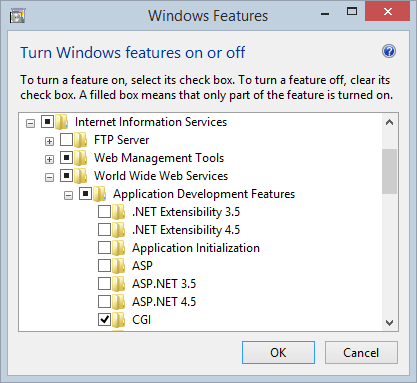 Windows Features
Turn Windows features on or off
To turn a feature on, select its check box. To turn a feature off, clear its
check box. A filled box means that only part of the feature is turned on.
Internet Information Services
FTP Server
Web Management Tools
World Wide Web Services
Application Development Features
.NET Extensibility 3.5
.NET Extensibility 4.5
Application Initialization
ASP
ASP.NET 3.5
ASP.NET 4.5
CGI
OK
Cancel